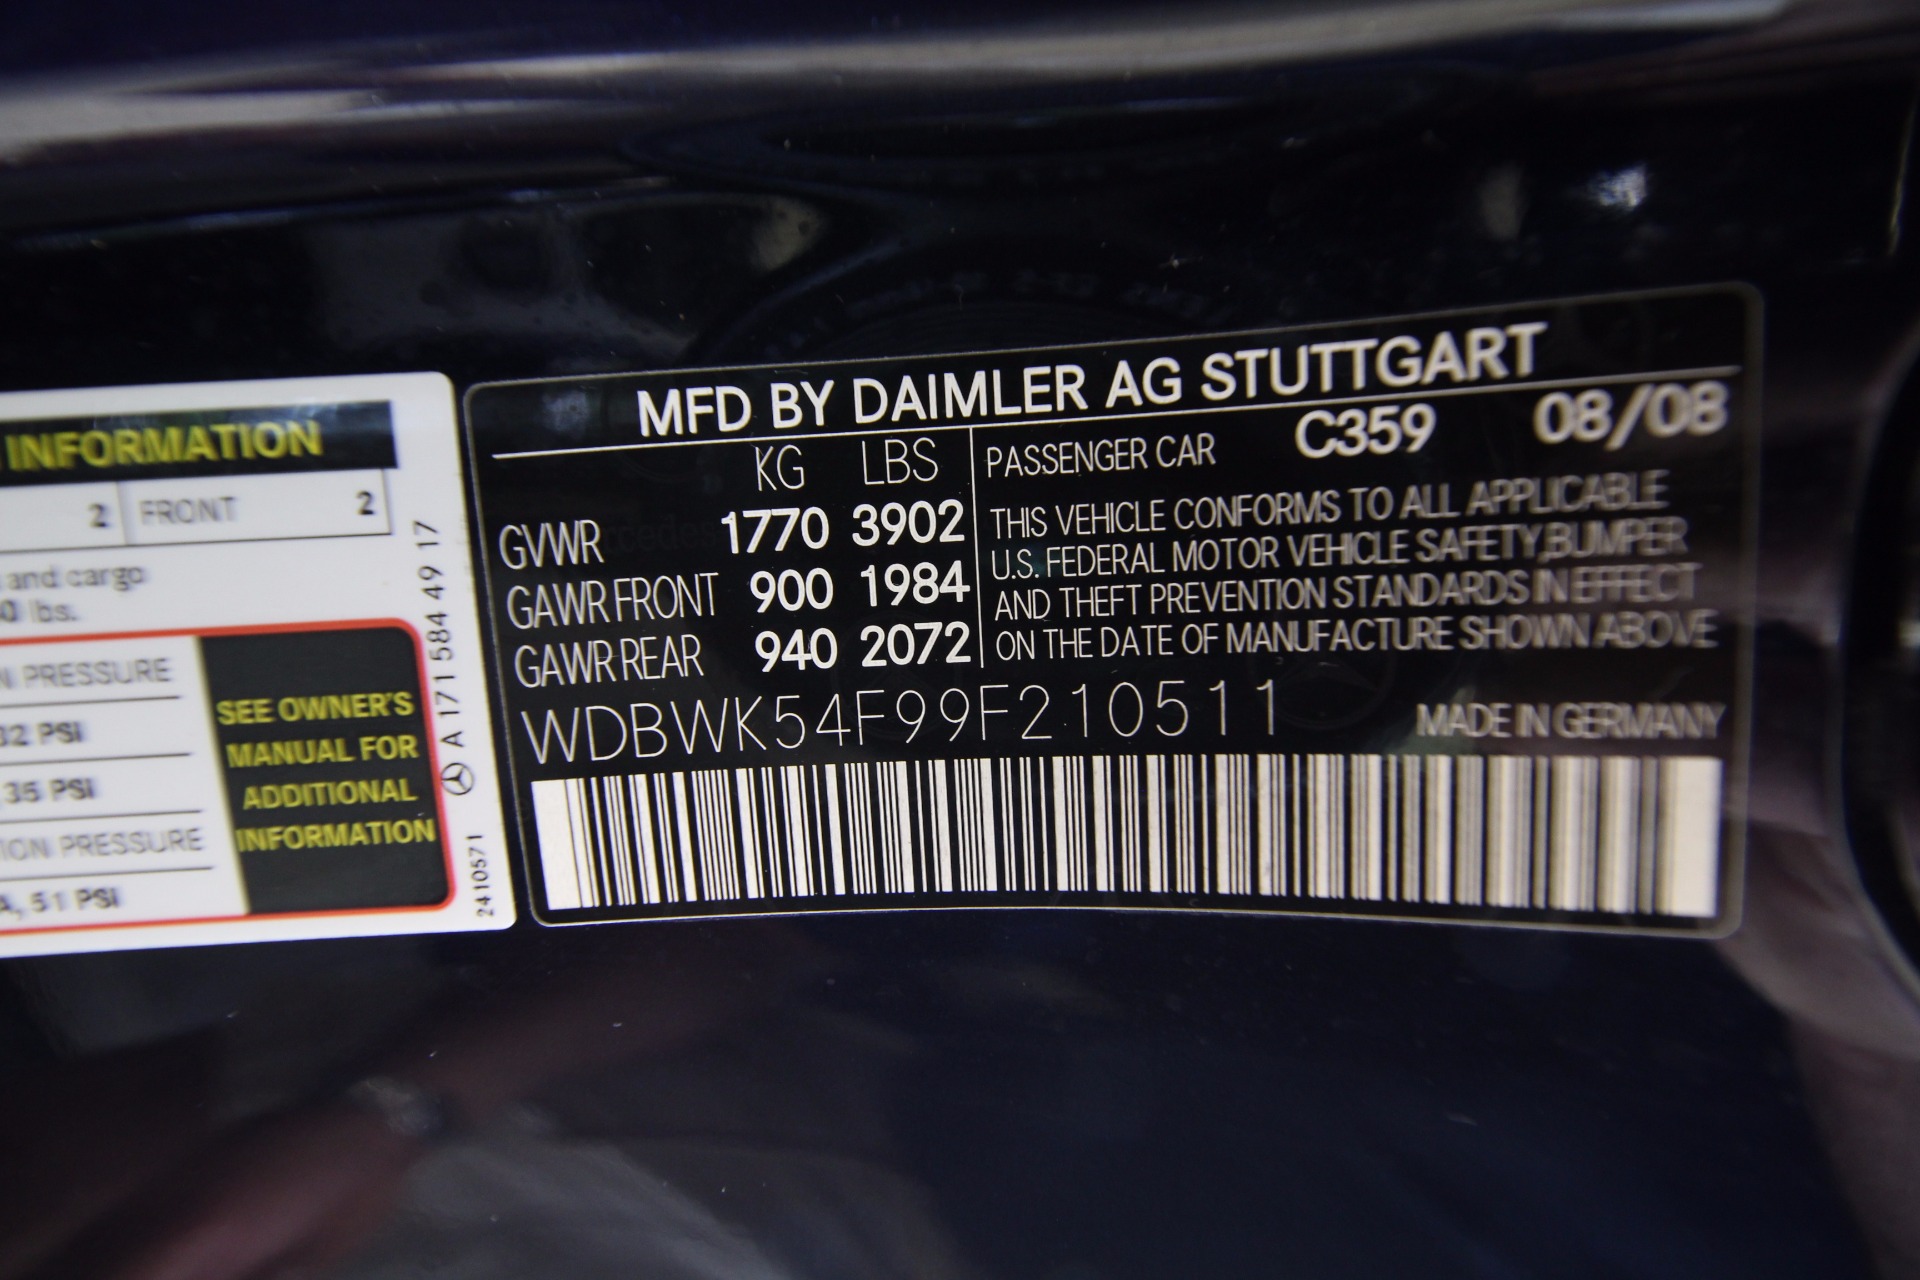 INFORMATION
2 FRONT 2
and cargo
lbs.
PRESSURE
32 PSI
35 PSI
PRESSURE
A, 51 PSI
SEE OWNER'S
MANUAL FOR
ADDITIONAL
INFORMATION
A 171 584 49 17
2410571
MFD BY DAIMLER AG STUTTGART
KG LBS
GVWR 1770 3902
GAWR FRONT 900 1984
GAWR REAR 940 2072
PASSENGER CAR C359 08/08
THIS VEHICLE CONFORMS TO ALL APPLICABLE
U.S. FEDERAL MOTOR VEHICLE SAFETY,BUMPER
AND THEFT PREVENTION STANDARDS IN EFFECT
ON THE DATE OF MANUFACTURE SHOWN ABOVE
WDBWK54F99F210511
MADE IN GERMANY